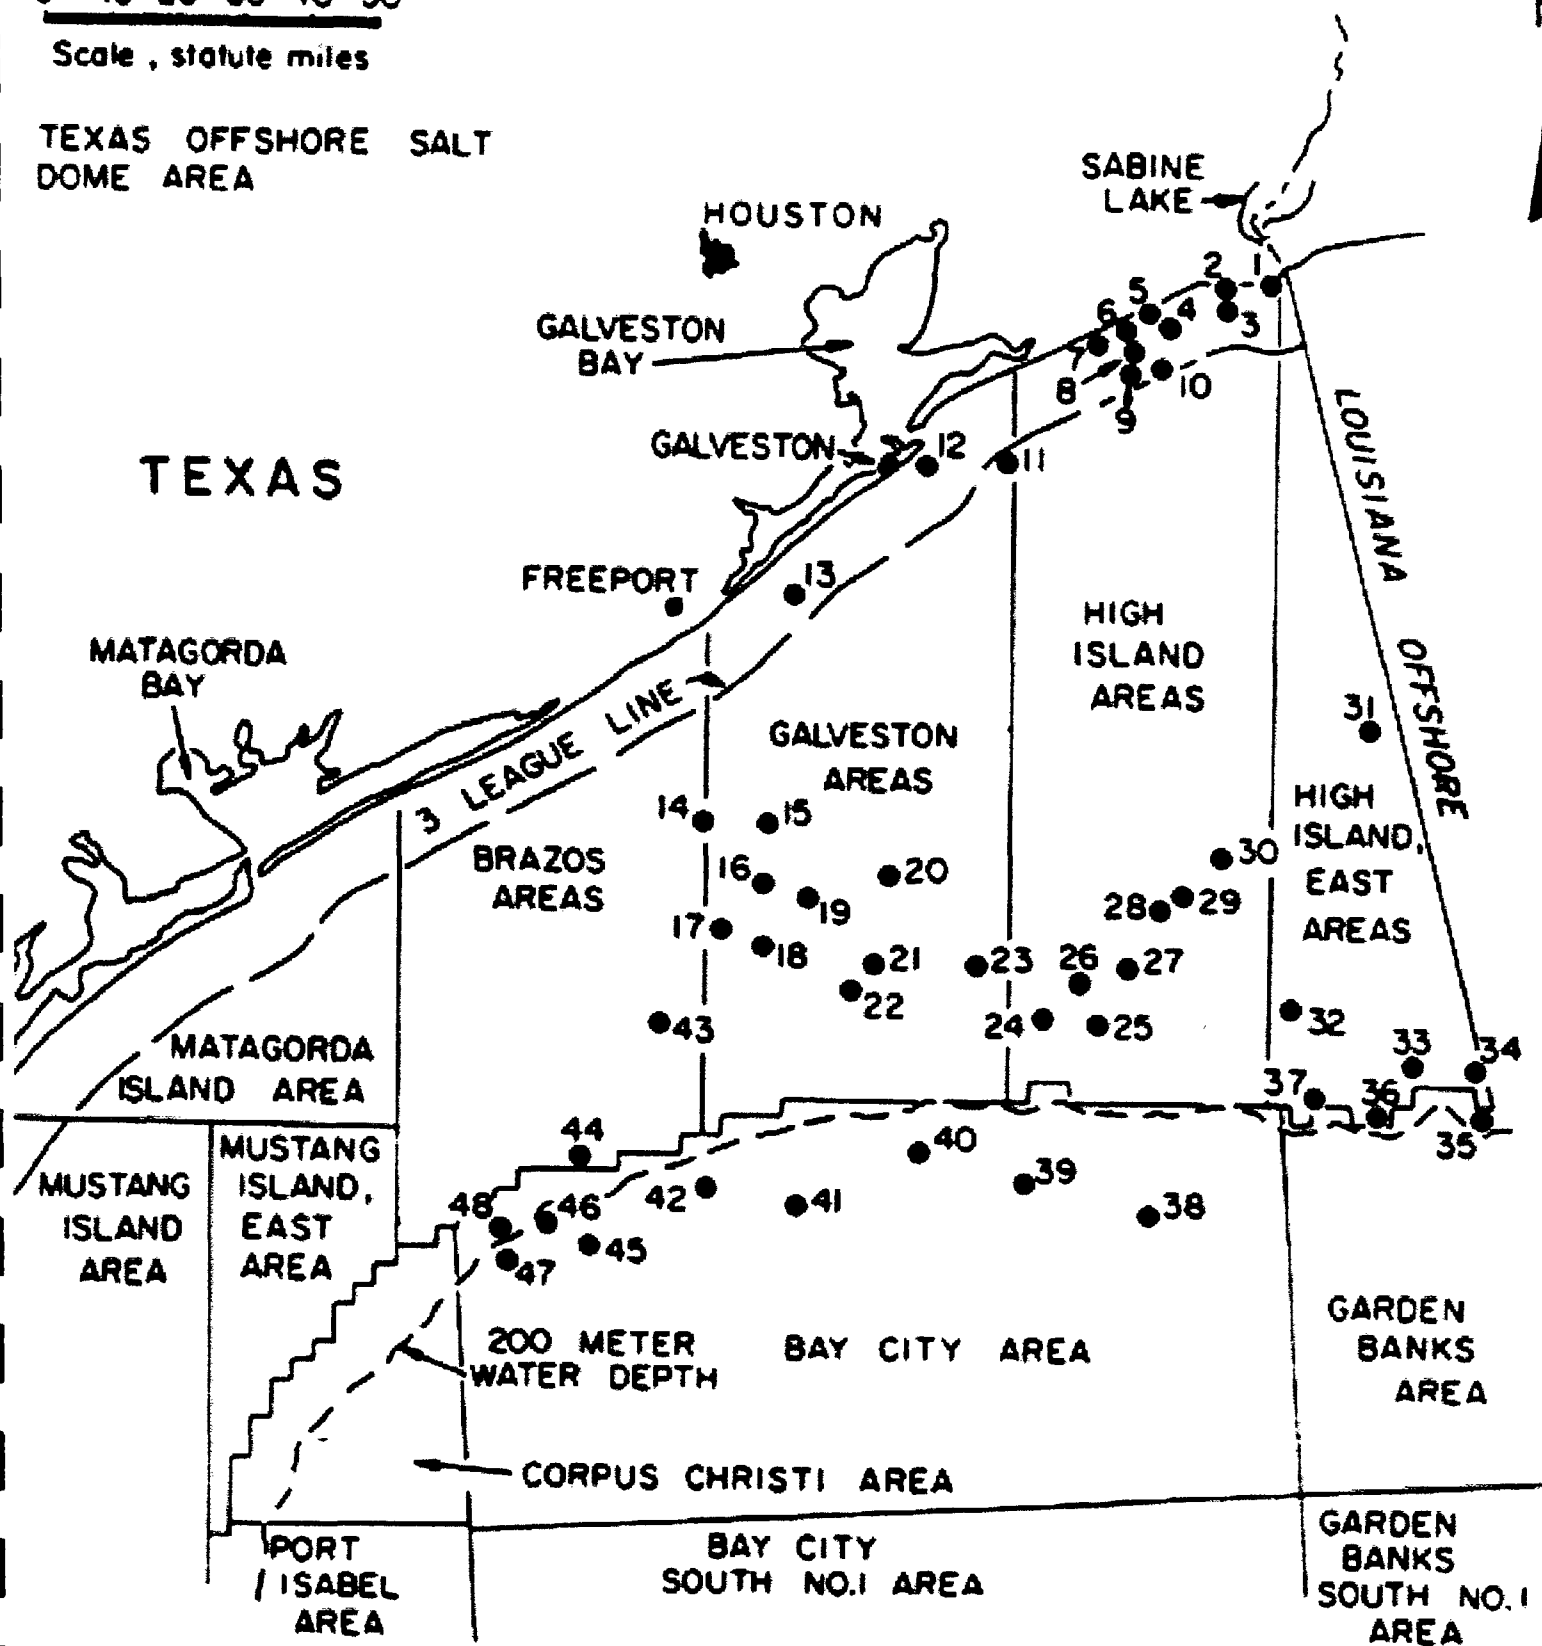 Scale, statute miles
TEXAS OFFSHORE SALT
DOME AREA
SABINE
LAKE
HOUSTON
GALVESTON
BAY
GALVESTON
TEXAS
FREEPORT
MATAGORDA
BAY
3 LEAGUE LINE
LOUISIANA OFFSHORE
HIGH
ISLAND
AREAS
GALVESTON
AREAS
BRAZOS
AREAS
HIGH
ISLAND,
EAST
AREAS
MATAGORDA
ISLAND AREA
MUSTANG
ISLAND
AREA
MUSTANG
ISLAND,
EAST
AREA
200 METER
WATER DEPTH
BAY CITY AREA
GARDEN
BANKS
AREA
CORPUS CHRISTI AREA
PORT
ISABEL
AREA
BAY CITY
SOUTH NO.1 AREA
GARDEN
BANKS
SOUTH NO.1
AREA
1
2
3
4
5
6
7
8
9
10
11
12
13
14
15
16
17
18
19
20
21
22
23
24
25
26
27
28
29
30
31
32
33
34
35
36
37
38
39
40
41
42
43
44
45
46
47
48